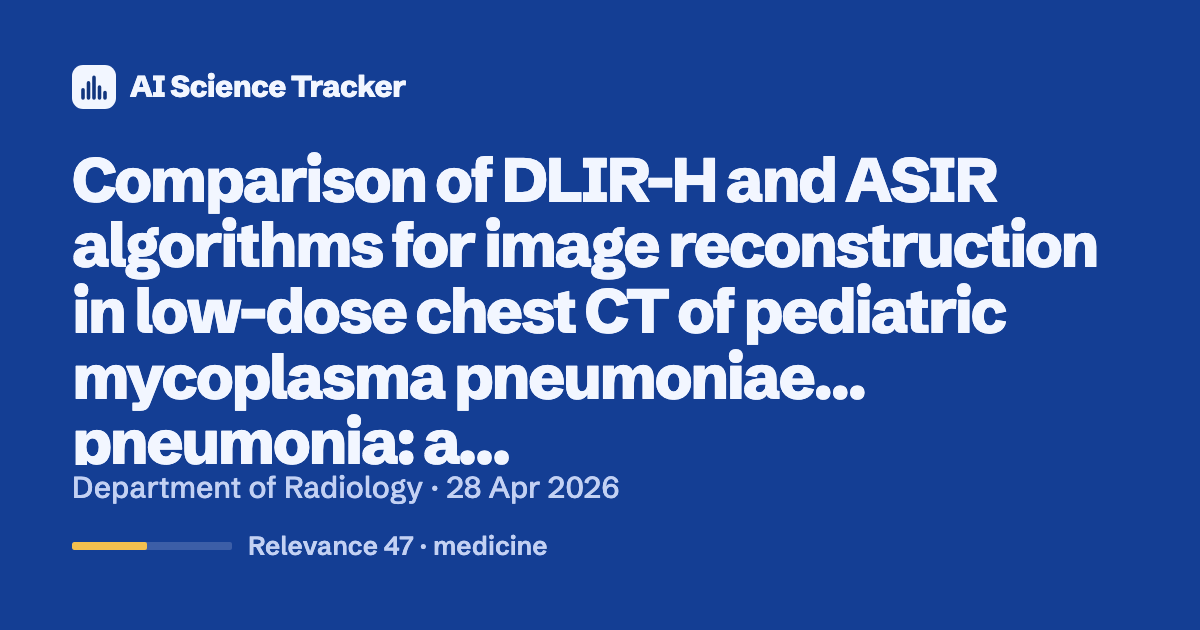 AI Science Tracker
Comparison of DLIR-H and ASIR
algorithms for image reconstruction
in low-dose chest CT of pediatric
mycoplasma pneumoniae...
pneumonia: a...
Department of Radiology · 28 Apr 2026
Relevance 47 · medicine